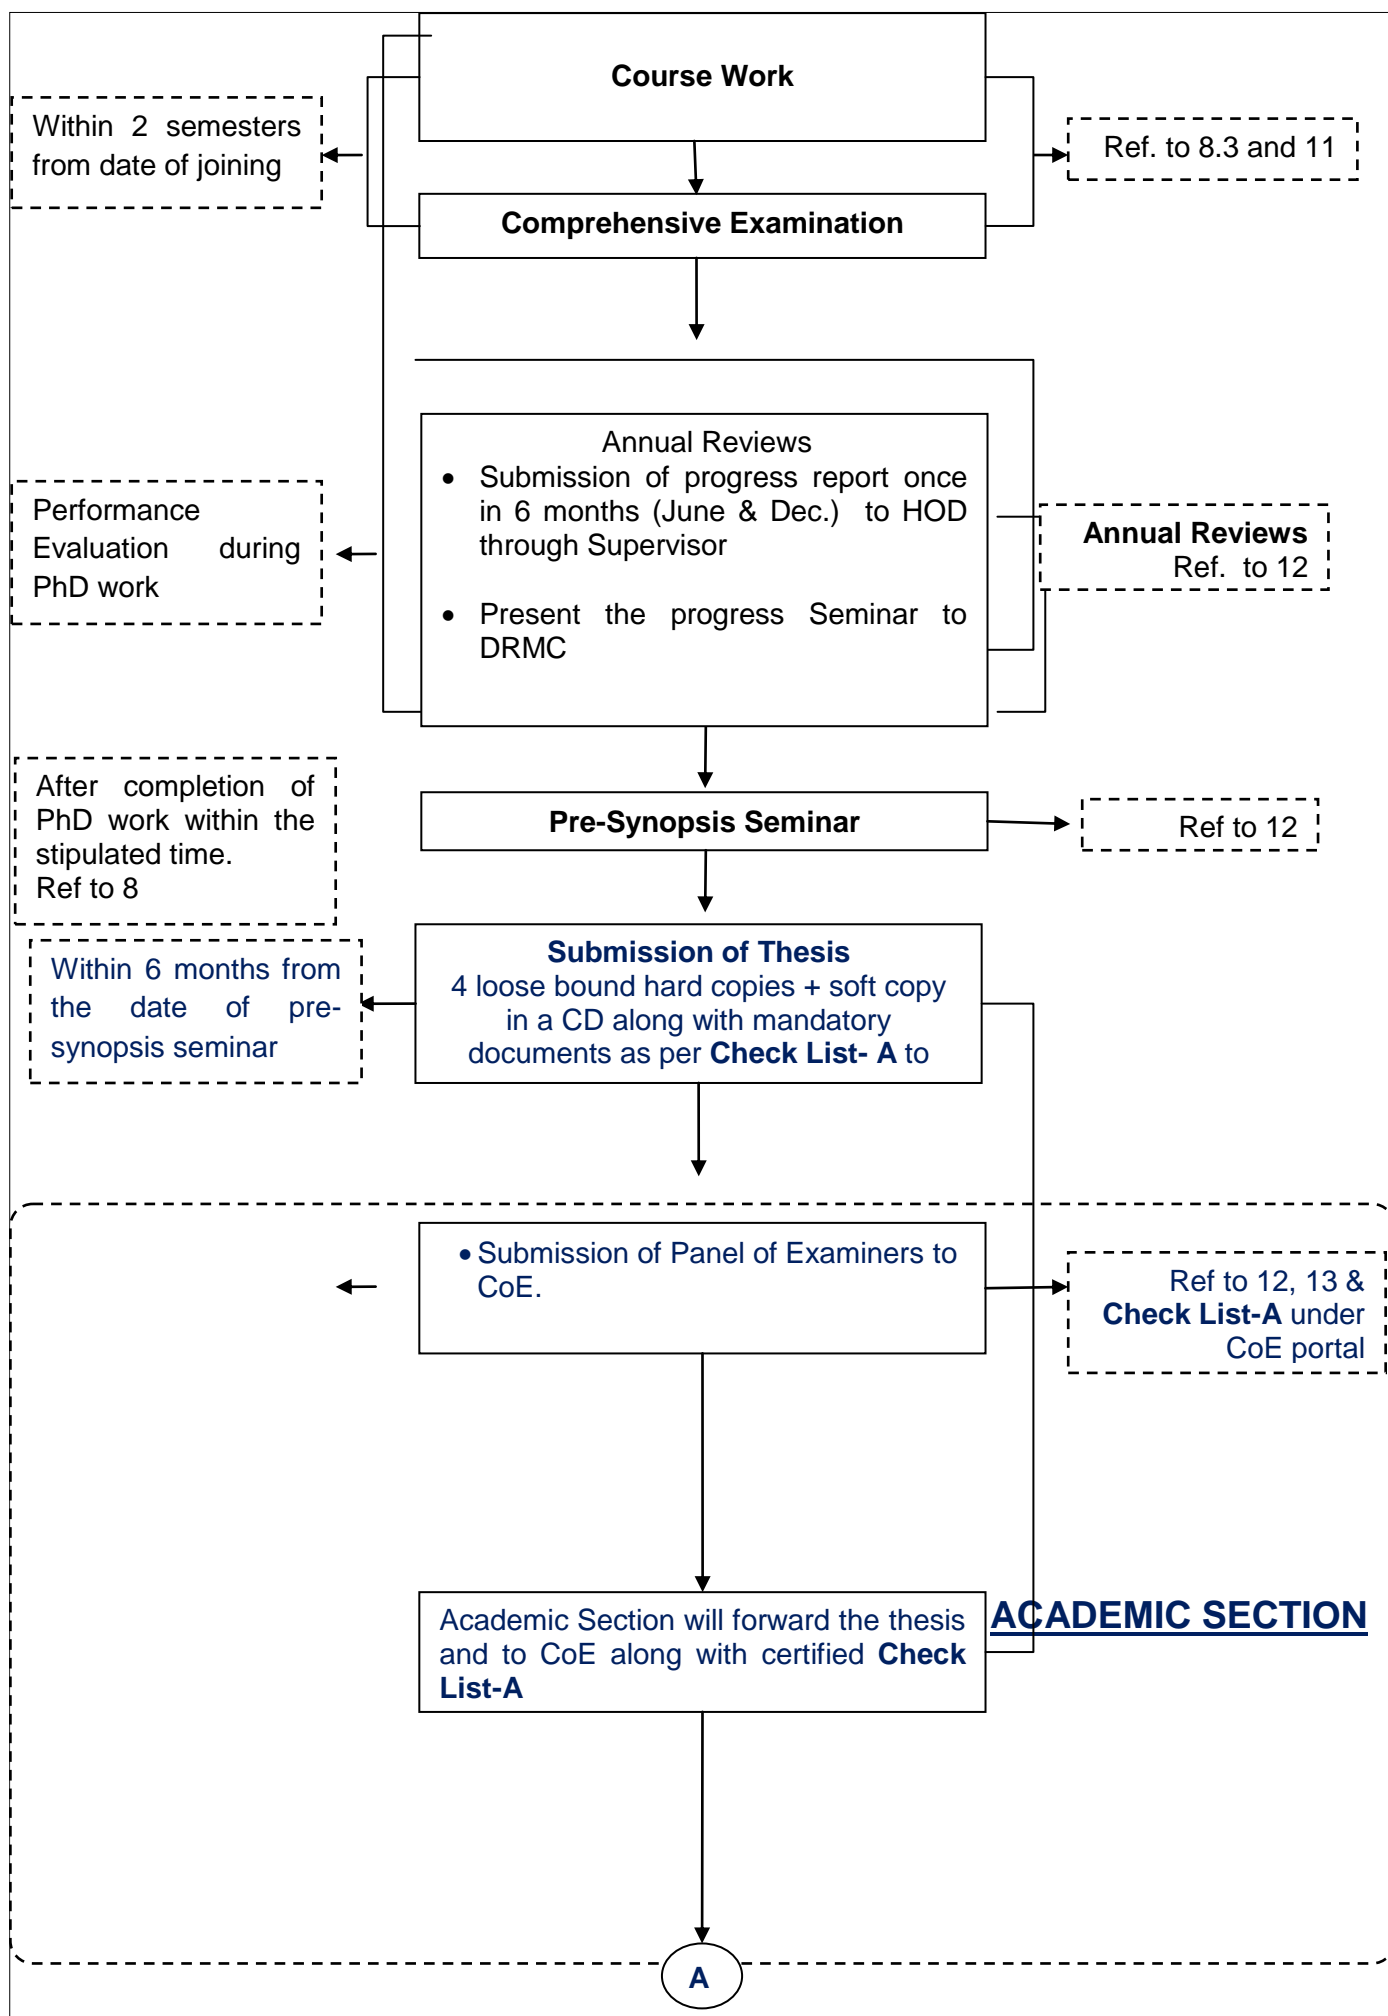 Course Work
Within 2 semesters
from date of joining
Ref. to 8.3 and 11
Comprehensive Examination
Annual Reviews
• Submission of progress report once
in 6 months (June & Dec.) to HOD
through Supervisor
• Present the progress Seminar to
DRMC
Performance
Evaluation during
PhD work
Annual Reviews
Ref. to 12
After completion of
PhD work within the
stipulated time.
Ref to 8
Pre-Synopsis Seminar
Ref to 12
Within 6 months from
the date of pre-
synopsis seminar
Submission of Thesis
4 loose bound hard copies + soft copy
in a CD along with mandatory
documents as per Check List- A to
• Submission of Panel of Examiners to
CoE.
Ref to 12, 13 &
Check List-A under
CoE portal
Academic Section will forward the thesis
and to CoE along with certified Check
List-A
ACADEMIC SECTION
A